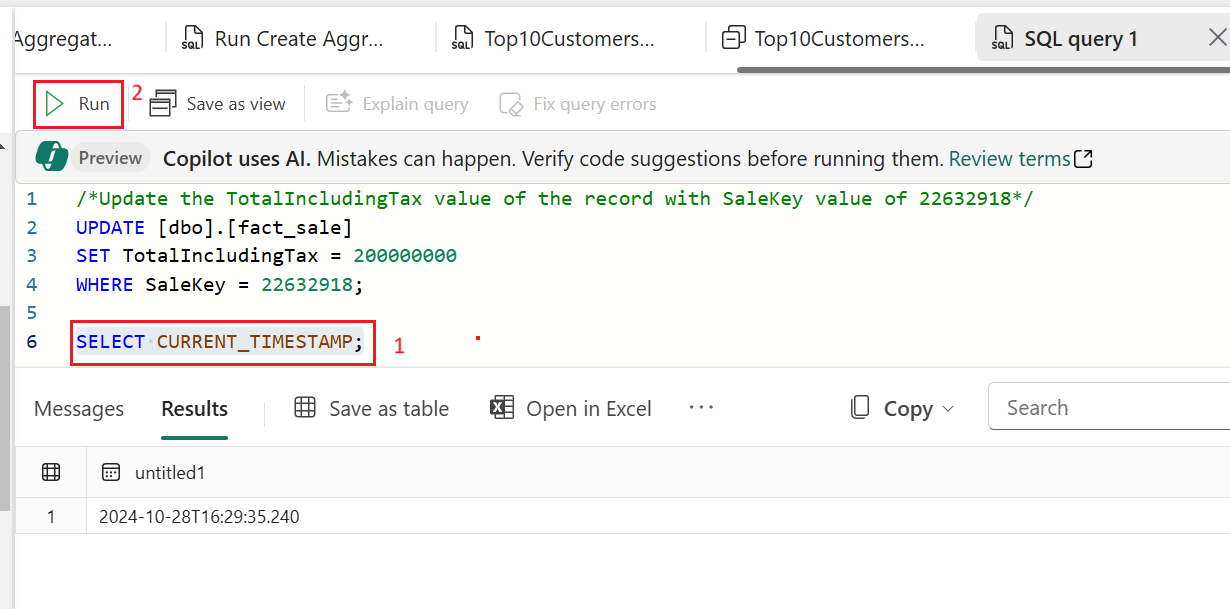 Aggregat... Run Create Aggr... Top10Customers... Top10Customers... SQL query 1
Run 2 Save as view Explain query Fix query errors
Preview Copilot uses AI. Mistakes can happen. Verify code suggestions before running them. Review terms
1 /*Update the TotalIncludingTax value of the record with SaleKey value of 22632918*/
2 UPDATE [dbo].[fact_sale]
3 SET TotalIncludingTax = 200000000
4 WHERE SaleKey = 22632918;
5
6 SELECT CURRENT_TIMESTAMP; 1
Messages Results Save as table Open in Excel ... Copy Search
untitled1
1 2024-10-28T16:29:35.240